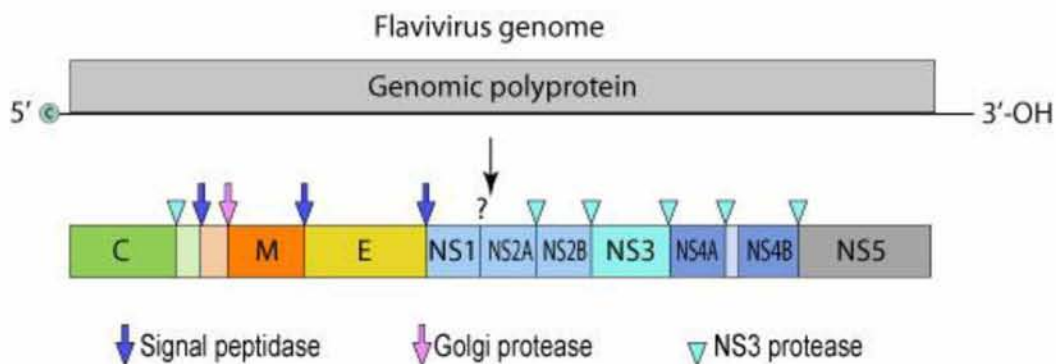 Flavivirus genome
Genomic polyprotein
5′ C 3′-OH
?
C M E NS1 NS2A NS2B NS3 NS4A NS4B NS5
Signal peptidase Golgi protease NS3 protease